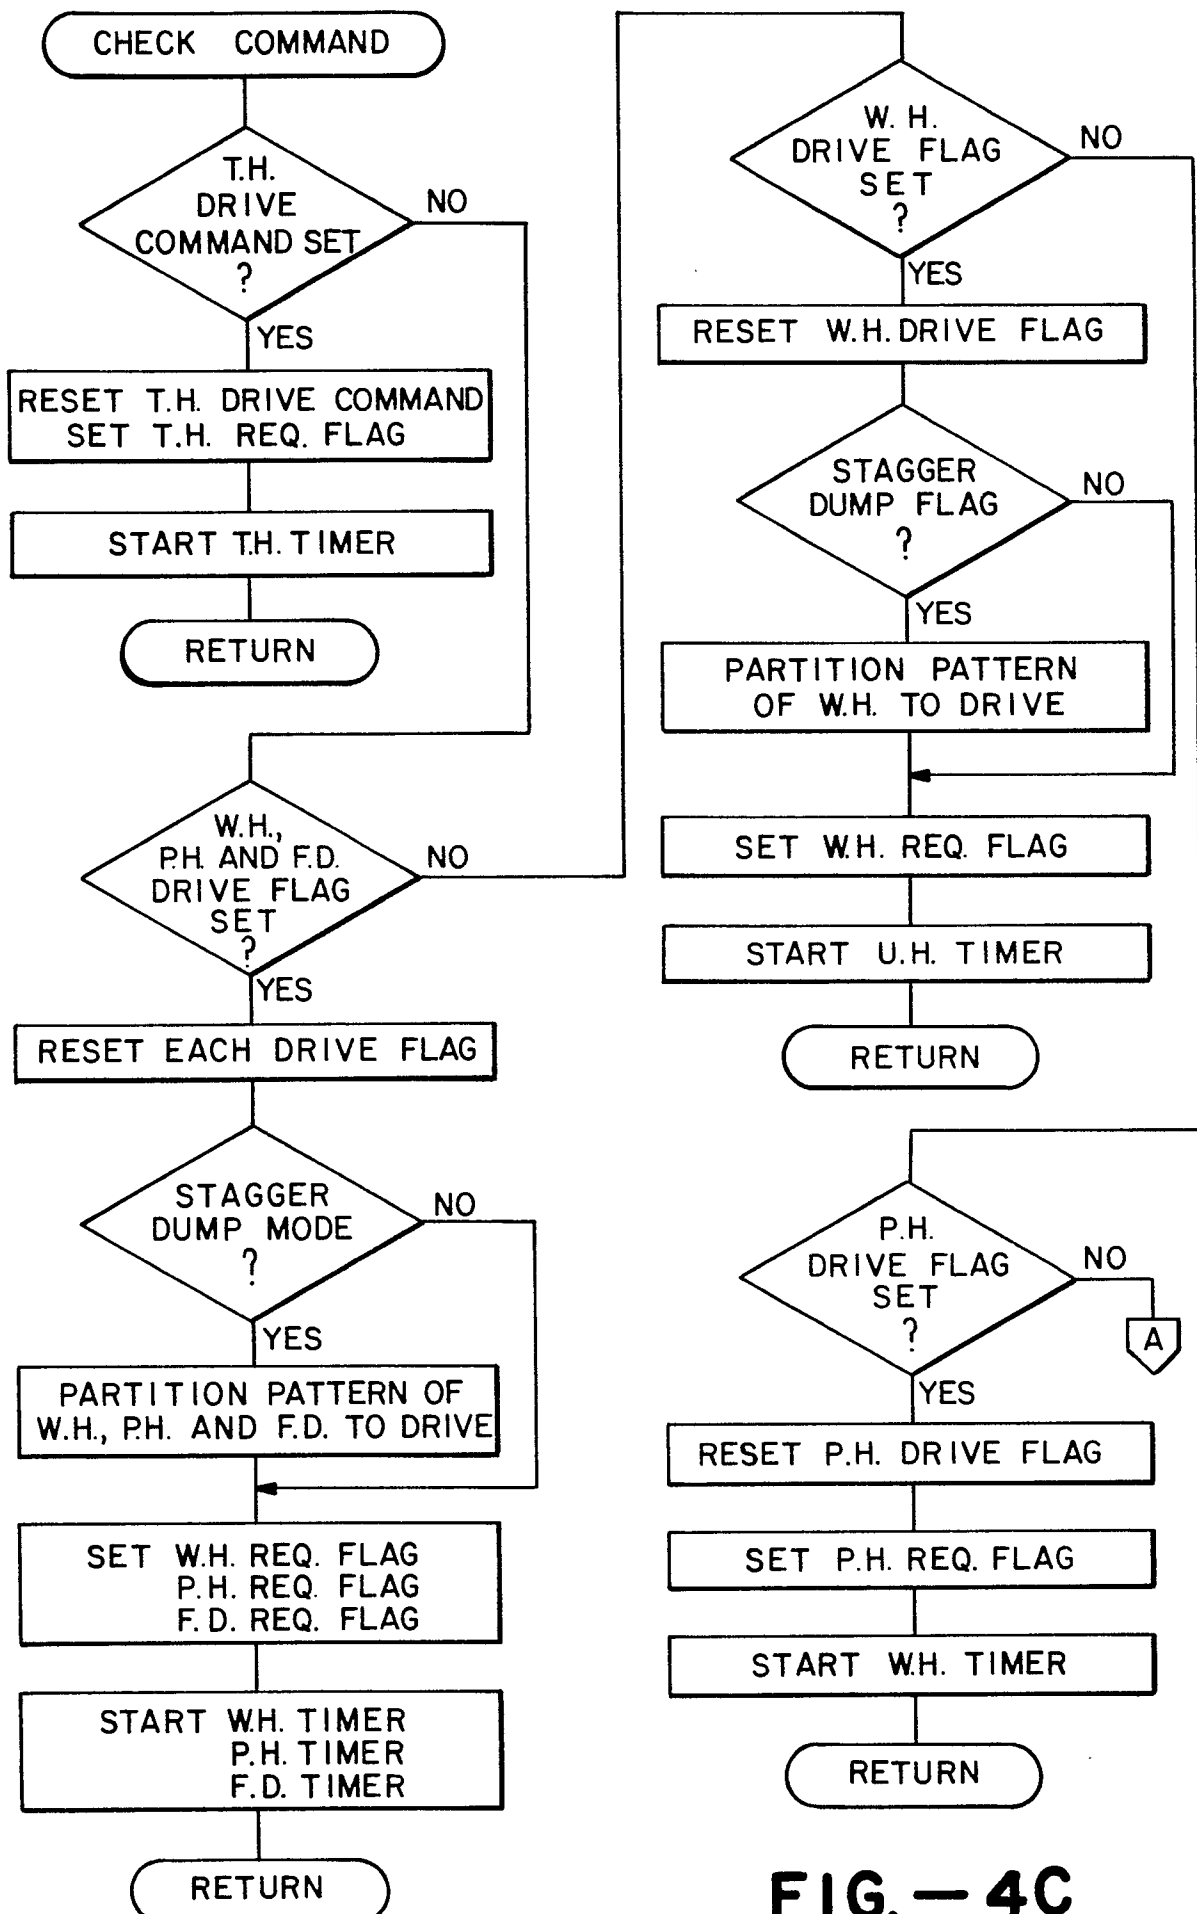 CHECK COMMAND
T.H.
DRIVE
COMMAND SET
?
NO
YES
RESET T.H. DRIVE COMMAND
SET T.H. REQ. FLAG
START T.H. TIMER
RETURN
W.H.,
P.H. AND F.D.
DRIVE FLAG
SET
?
NO
YES
RESET EACH DRIVE FLAG
STAGGER
DUMP MODE
?
NO
YES
PARTITION PATTERN OF
W.H., P.H. AND F.D. TO DRIVE
SET W.H. REQ. FLAG
P.H. REQ. FLAG
F.D. REQ. FLAG
START W.H. TIMER
P.H. TIMER
F.D. TIMER
RETURN
W. H.
DRIVE FLAG
SET
?
NO
YES
RESET W.H. DRIVE FLAG
STAGGER
DUMP FLAG
?
NO
YES
PARTITION PATTERN
OF W.H. TO DRIVE
SET W.H. REQ. FLAG
START U.H. TIMER
RETURN
P.H.
DRIVE FLAG
SET
?
NO
A
YES
RESET P.H. DRIVE FLAG
SET P.H. REQ. FLAG
START W.H. TIMER
RETURN
FIG. — 4C